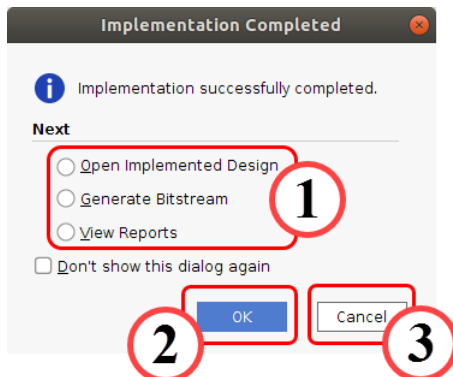 Implementation Completed
Implementation successfully completed.
Next
Open Implemented Design
Generate Bitstream
1
View Reports
Don't show this dialog again
OK
Cancel
2
3